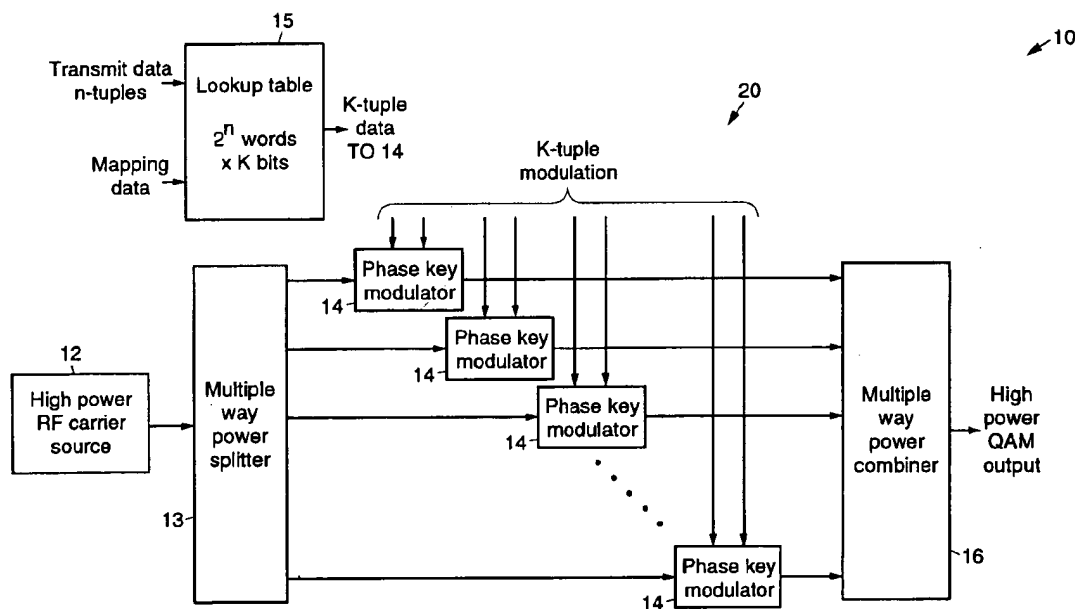 15
10
Transmit data
n-tuples
Lookup table
2^n words
x K bits
K-tuple
data
TO 14
Mapping
data
20
K-tuple
modulation
Phase key
modulator
14
Phase key
modulator
14
Phase key
modulator
14
12
High power
RF carrier
source
Multiple
way
power
splitter
13
Multiple
way
power
combiner
High
power
QAM
output
Phase key
modulator
14
16